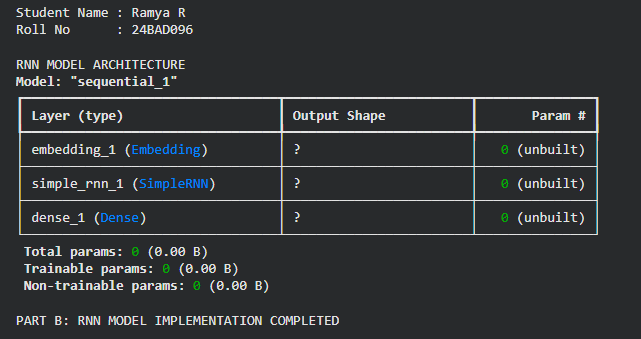 Student Name : Ramya R
Roll No      : 24BAD096
RNN MODEL ARCHITECTURE
Model: "sequential_1"
Layer (type) Output Shape Param #
embedding_1 (Embedding) ? 0 (unbuilt)
simple_rnn_1 (SimpleRNN) ? 0 (unbuilt)
dense_1 (Dense) ? 0 (unbuilt)
Total params: 0 (0.00 B)
Trainable params: 0 (0.00 B)
Non-trainable params: 0 (0.00 B)
PART B: RNN MODEL IMPLEMENTATION COMPLETED